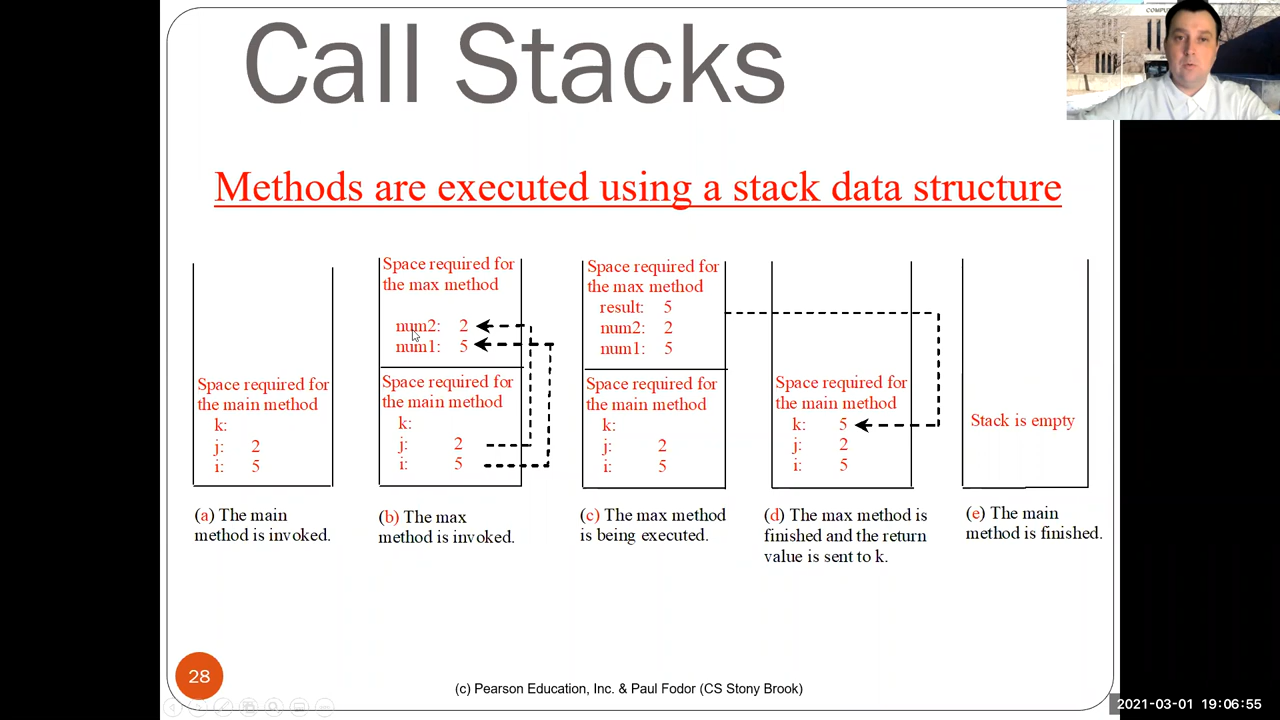 Call Stacks
Methods are executed using a stack data structure
Space required for
the main method
k:
j: 2
i: 5
(a) The main
method is invoked.
Space required for
the max method
num2: 2
num1: 5
Space required for
the main method
k:
j: 2
i: 5
(b) The max
method is invoked.
Space required for
the max method
result: 5
num2: 2
num1: 5
Space required for
the main method
k:
j: 2
i: 5
(c) The max method
is being executed.
Space required for
the main method
k: 5
j: 2
i: 5
(d) The max method is
finished and the return
value is sent to k.
Stack is empty
(e) The main
method is finished.
28
(c) Pearson Education, Inc. & Paul Fodor (CS Stony Brook)
2021-03-01 19:06:55